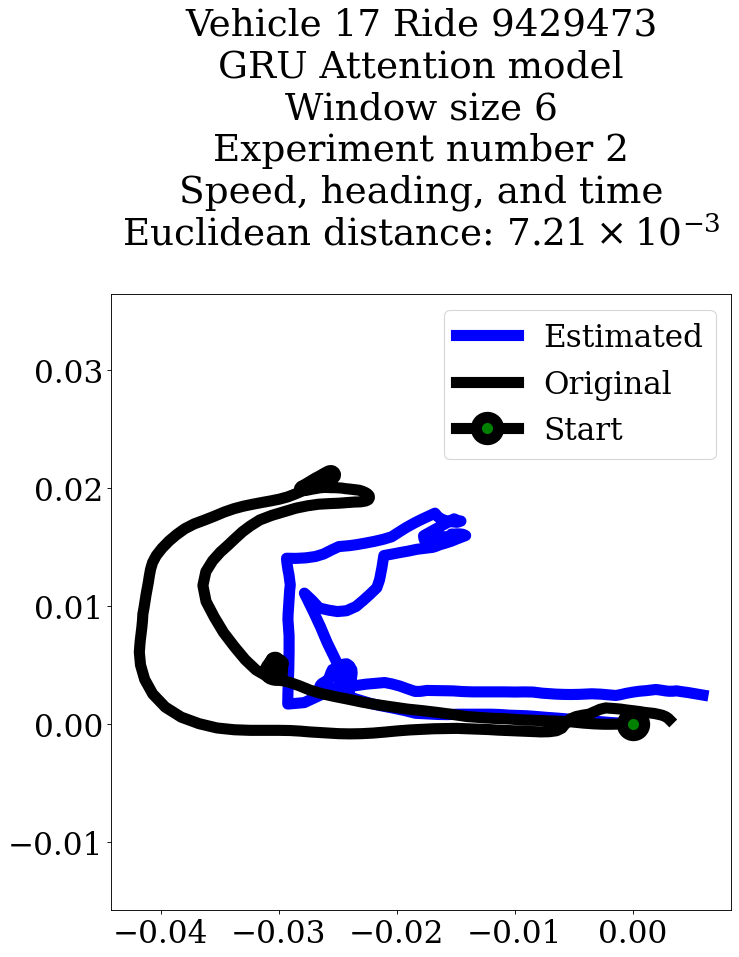 Vehicle 17 Ride 9429473
GRU Attention model
Window size 6
Experiment number 2
Speed, heading, and time
Euclidean distance: 7.21 × 10⁻³
Estimated
Original
Start
0.03
0.02
0.01
0.00
−0.01
−0.04 −0.03 −0.02 −0.01 0.00